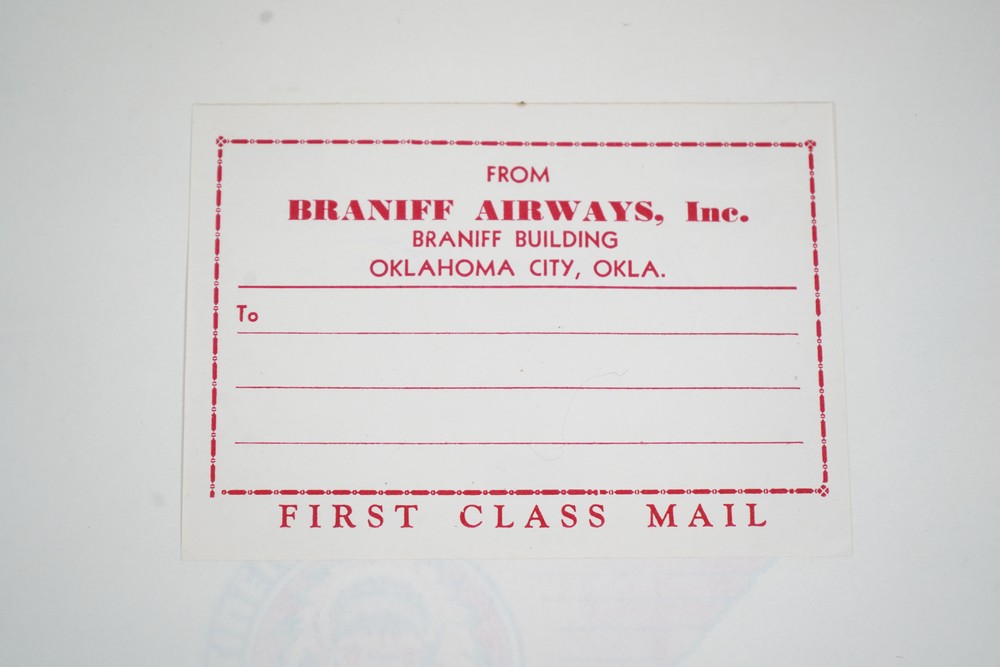 FROM
BRANIFF AIRWAYS, Inc.
BRANIFF BUILDING
OKLAHOMA CITY, OKLA.
To
FIRST CLASS MAIL